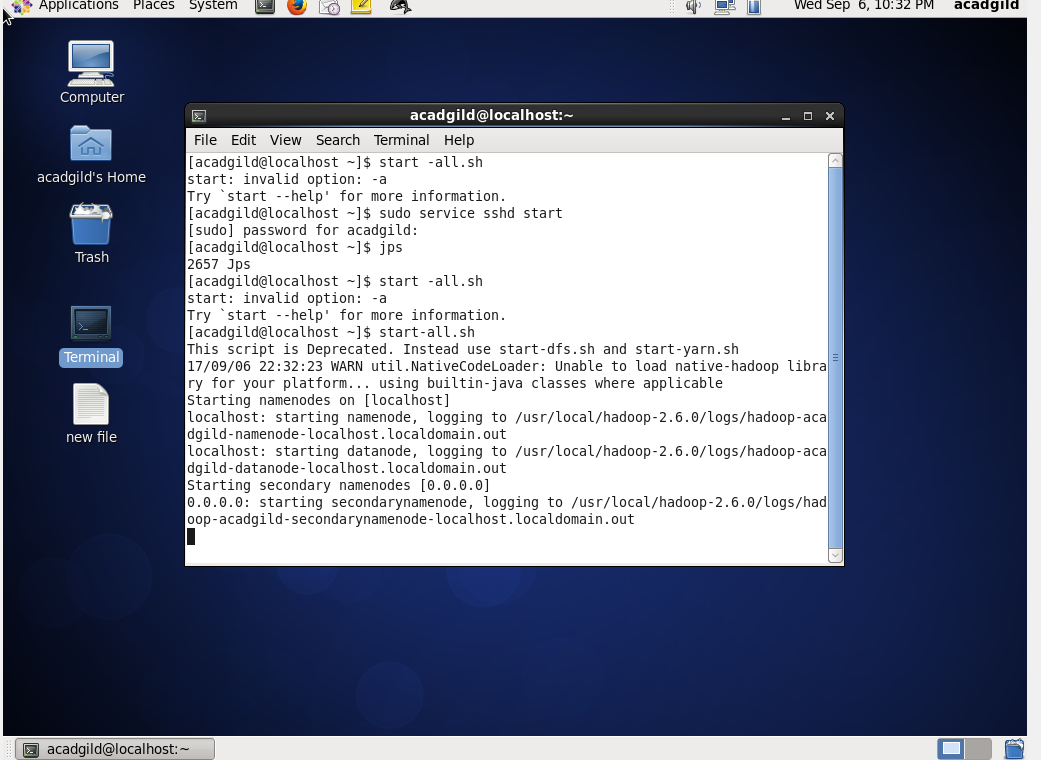 Applications Places System Wed Sep 6, 10:32 PM acadgild
Computer
acadgild's Home
Trash
Terminal
new file
acadgild@localhost:~
File Edit View Search Terminal Help
[acadgild@localhost ~]$ start -all.sh
start: invalid option: -a
Try `start --help' for more information.
[acadgild@localhost ~]$ sudo service sshd start
[sudo] password for acadgild:
[acadgild@localhost ~]$ jps
2657 Jps
[acadgild@localhost ~]$ start -all.sh
start: invalid option: -a
Try `start --help' for more information.
[acadgild@localhost ~]$ start-all.sh
This script is Deprecated. Instead use start-dfs.sh and start-yarn.sh
17/09/06 22:32:23 WARN util.NativeCodeLoader: Unable to load native-hadoop libra
ry for your platform... using builtin-java classes where applicable
Starting namenodes on [localhost]
localhost: starting namenode, logging to /usr/local/hadoop-2.6.0/logs/hadoop-aca
dgild-namenode-localhost.localdomain.out
localhost: starting datanode, logging to /usr/local/hadoop-2.6.0/logs/hadoop-aca
dgild-datanode-localhost.localdomain.out
Starting secondary namenodes [0.0.0.0]
0.0.0.0: starting secondarynamenode, logging to /usr/local/hadoop-2.6.0/logs/had
oop-acadgild-secondarynamenode-localhost.localdomain.out
acadgild@localhost:~